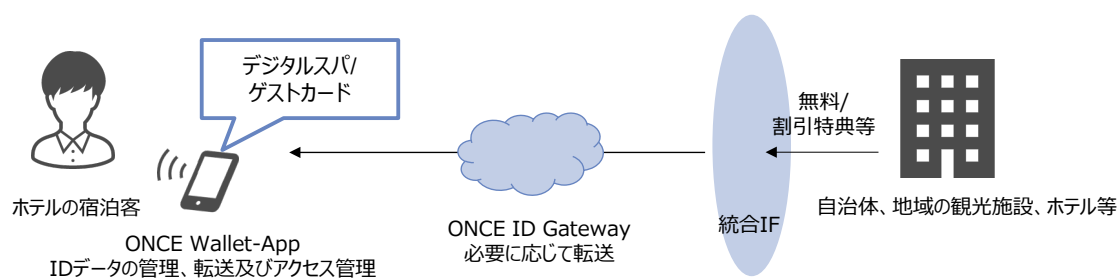 デジタルスパ/
ゲストカード
ホテルの宿泊客
ONCE Wallet-App
IDデータの管理、転送及びアクセス管理
ONCE ID Gateway
必要に応じて転送
統合IF
無料/
割引特典等
自治体、地域の観光施設、ホテル等